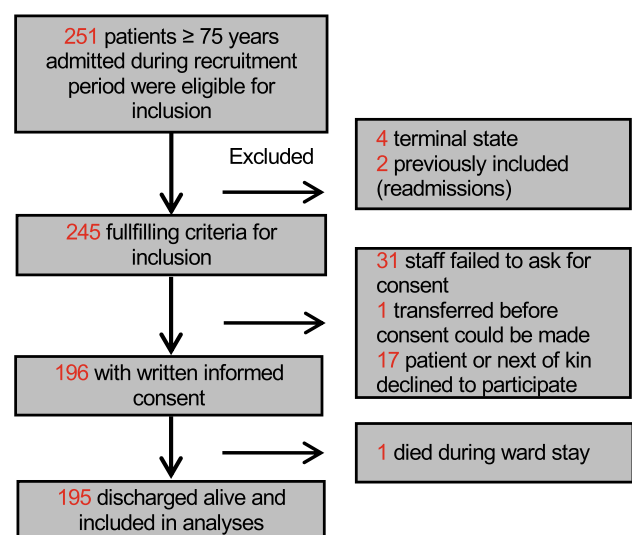 251 patients ≥ 75 years
admitted during recruitment
period were eligible for
inclusion
Excluded
4 terminal state
2 previously included
(readmissions)
245 fullfilling criteria for
inclusion
31 staff failed to ask for
consent
1 transferred before
consent could be made
17 patient or next of kin
declined to participate
196 with written informed
consent
1 died during ward stay
195 discharged alive and
included in analyses